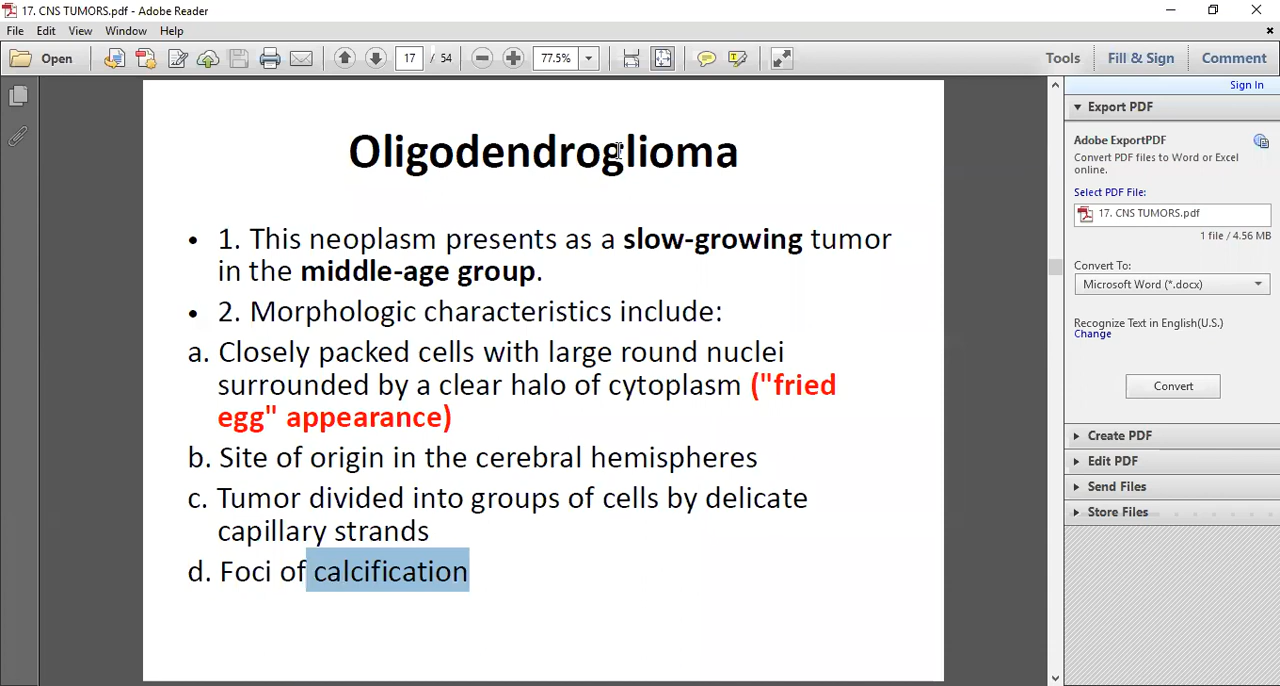 17. CNS TUMORS.pdf - Adobe Reader
File Edit View Window Help
Open 17 / 54 77.5% Tools Fill & Sign Comment
Sign In
Oligodendroglioma
• 1. This neoplasm presents as a slow-growing tumor
in the middle-age group.
• 2. Morphologic characteristics include:
a. Closely packed cells with large round nuclei
surrounded by a clear halo of cytoplasm ("fried
egg" appearance)
b. Site of origin in the cerebral hemispheres
c. Tumor divided into groups of cells by delicate
capillary strands
d. Foci of calcification
Export PDF
Adobe ExportPDF
Convert PDF files to Word or Excel
online.
Select PDF File:
17. CNS TUMORS.pdf
1 file / 4.56 MB
Convert To:
Microsoft Word (*.docx)
Recognize Text in English(U.S.)
Change
Convert
Create PDF
Edit PDF
Send Files
Store Files